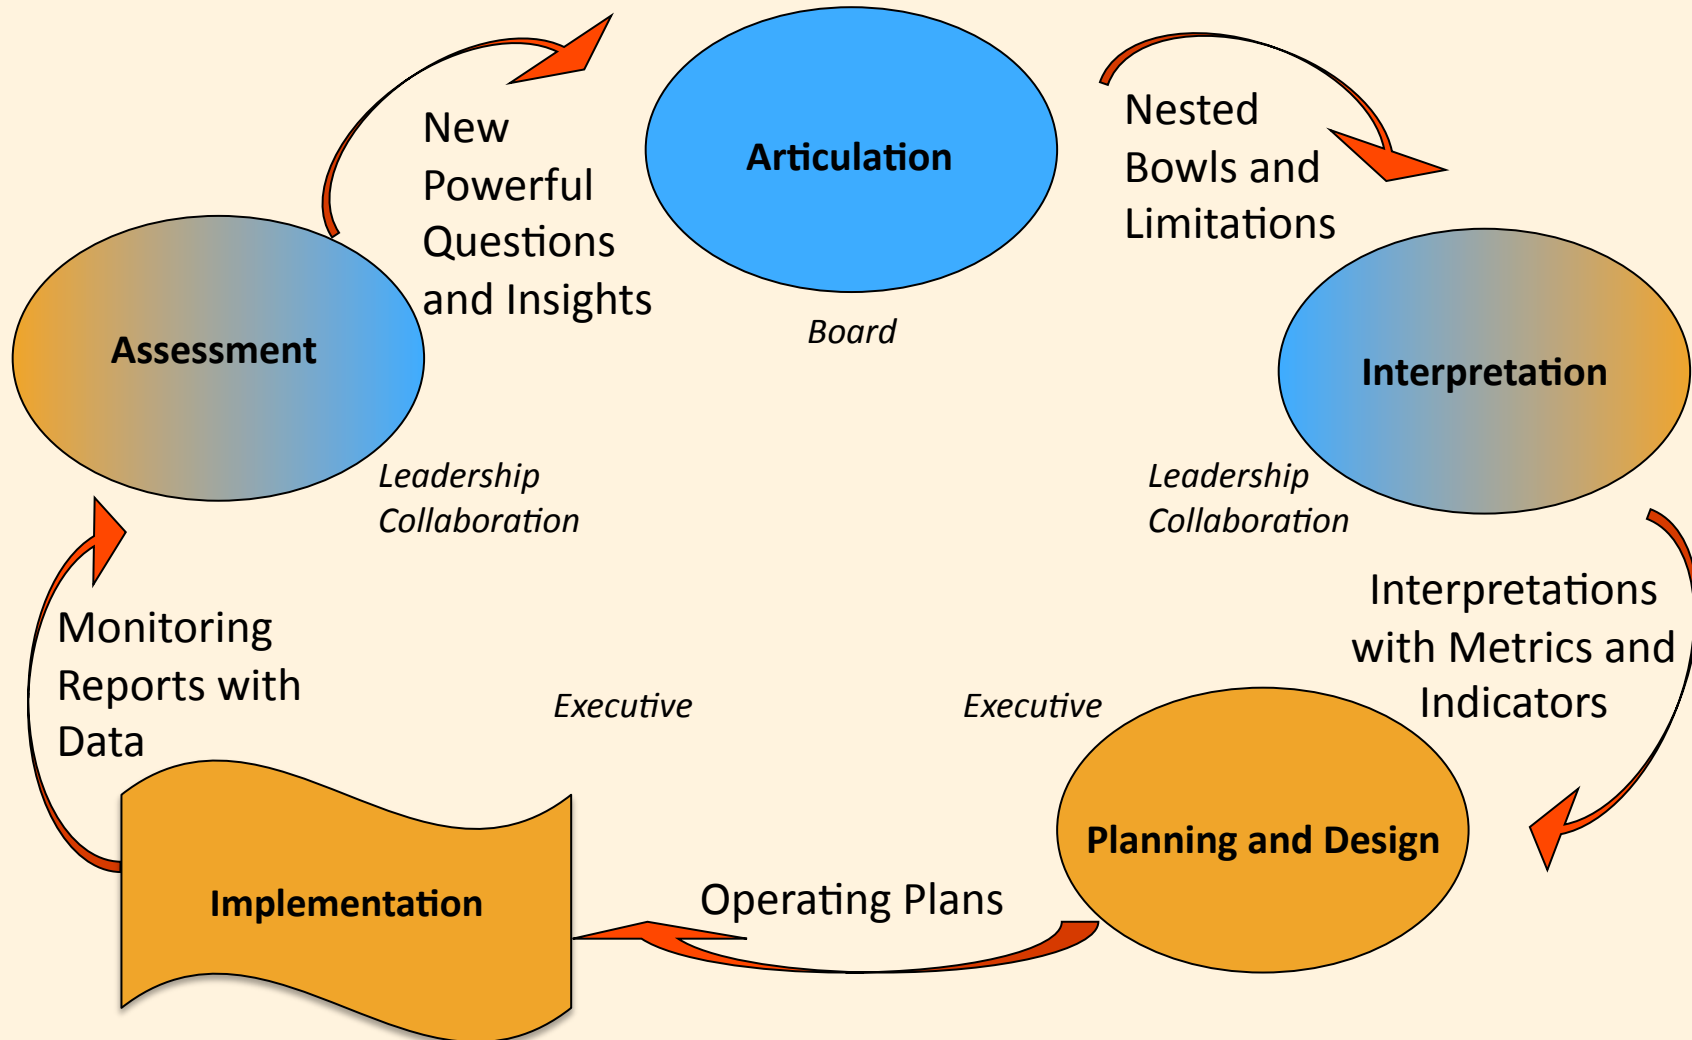 New
Powerful
Questions
and Insights
Articulation
Board
Nested
Bowls and
Limitations
Assessment
Leadership
Collaboration
Interpretation
Leadership
Collaboration
Interpretations
with Metrics and
Indicators
Monitoring
Reports with
Data
Executive
Executive
Planning and Design
Operating Plans
Implementation